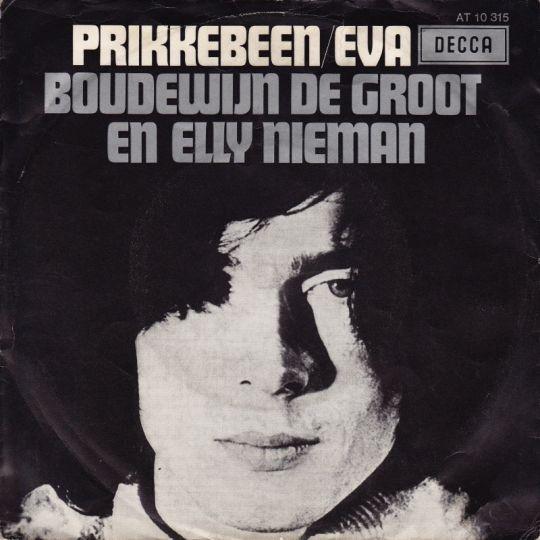 AT 10 315
PRIKKEBEEN/EVA
DECCA
BOUDEWIJN DE GROOT
EN ELLY NIEMAN